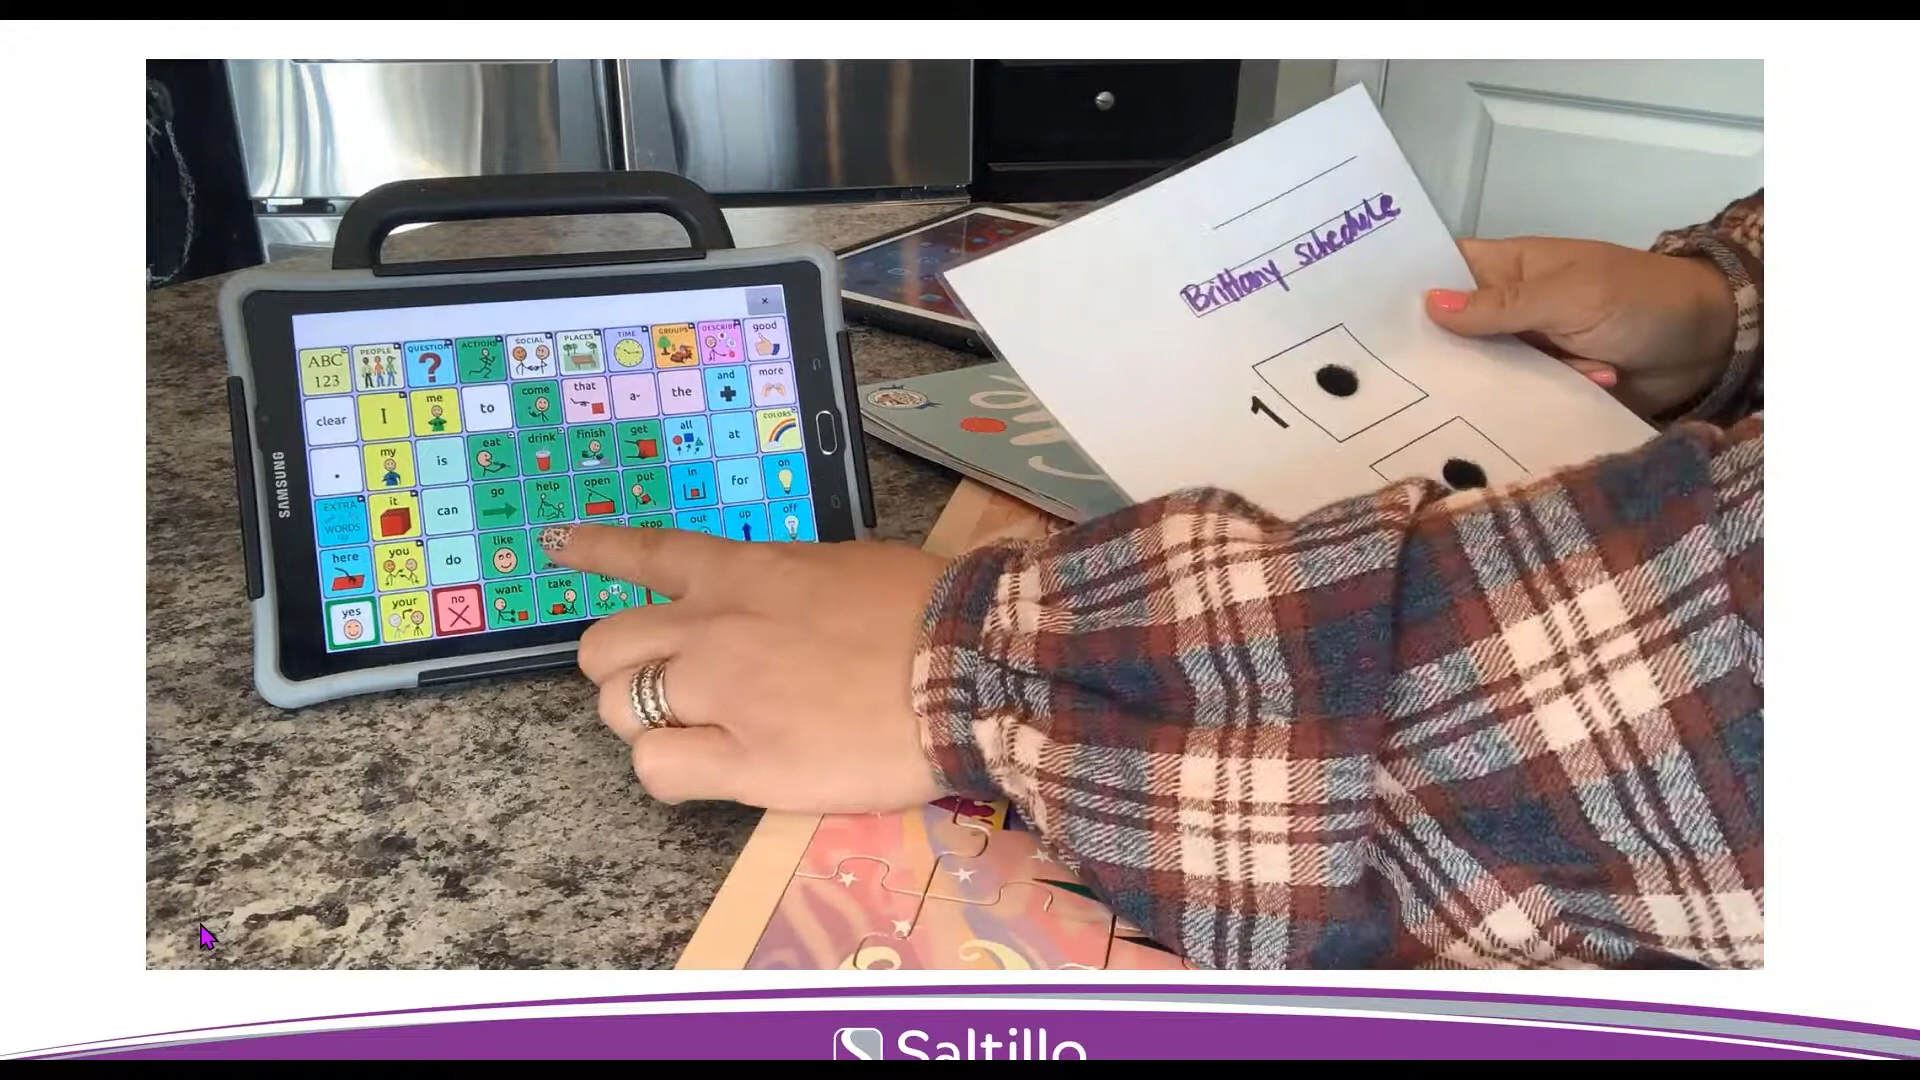 Brittany schedule
1
×
ABC PEOPLE QUESTION ACTIONS SOCIAL PLACES TIME GROUPS DESCRIBE good
123
clear I me to come that a- the and more
. my is eat drink finish get all at COLORS
EXTRA WORDS it can go help open put in for on
here you do like stop out up off
yes your no want take
SAMSUNG
Saltillo